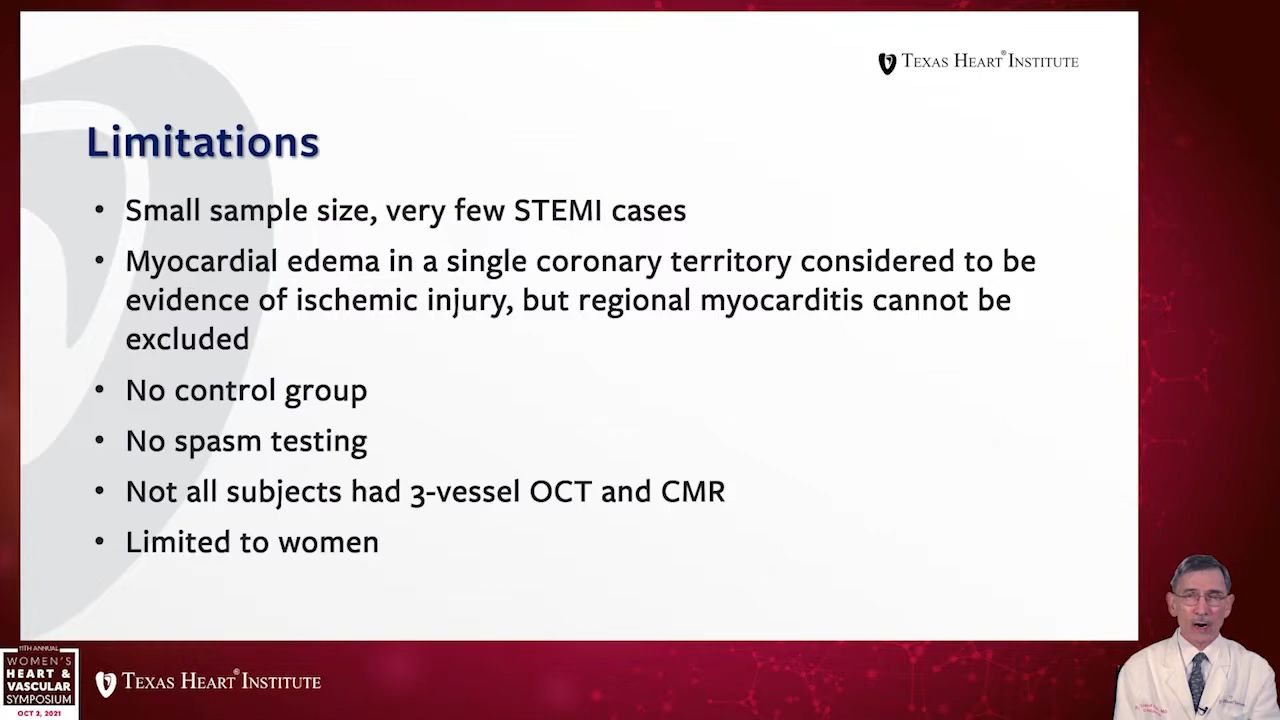 TEXAS HEART® INSTITUTE
Limitations
• Small sample size, very few STEMI cases
• Myocardial edema in a single coronary territory considered to be
evidence of ischemic injury, but regional myocarditis cannot be
excluded
• No control group
• No spasm testing
• Not all subjects had 3-vessel OCT and CMR
• Limited to women
11TH ANNUAL
WOMEN'S
HEART &
VASCULAR
SYMPOSIUM
OCT 2, 2021
TEXAS HEART® INSTITUTE